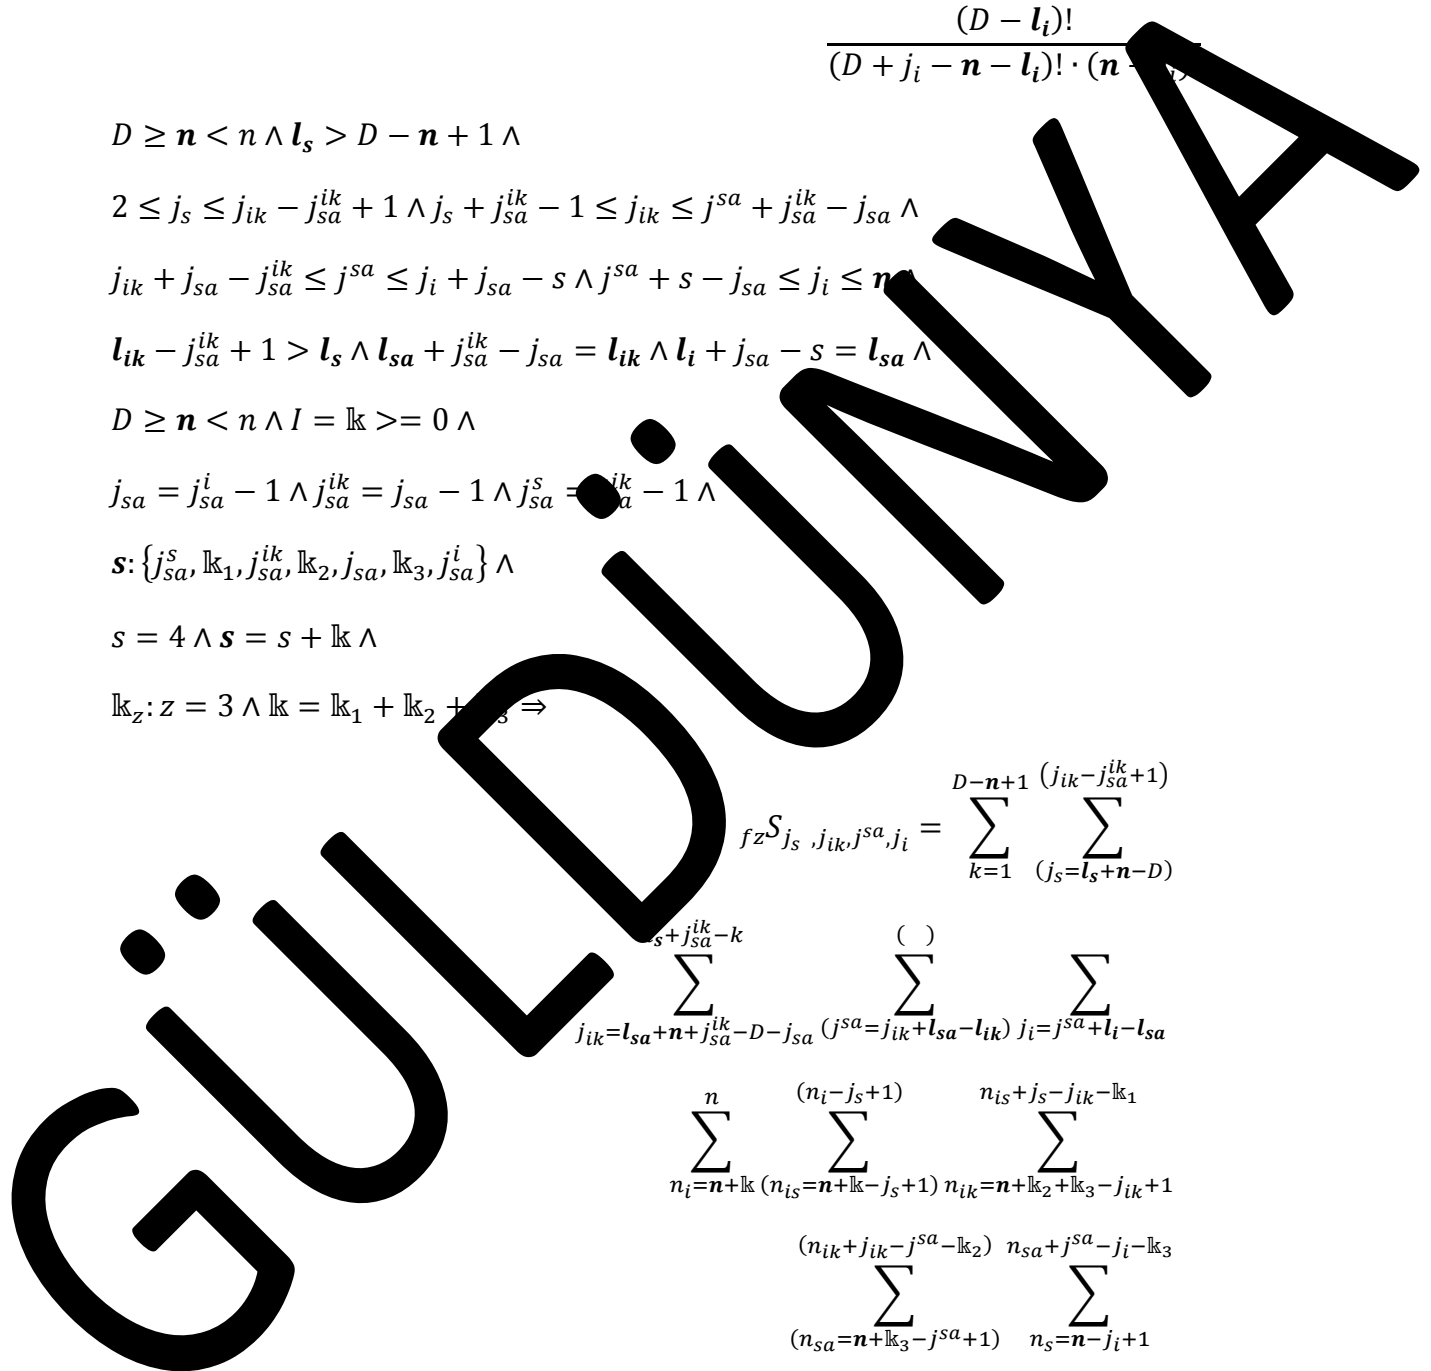 (D − l_i)!
(D + j_i − n − l_i)! · (n
D ≥ n < n ∧ l_s > D − n + 1 ∧
2 ≤ j_s ≤ j_ik − j_sa^ik + 1 ∧ j_s + j_sa^ik − 1 ≤ j_ik ≤ j^sa + j_sa^ik − j_sa ∧
j_ik + j_sa − j_sa^ik ≤ j^sa ≤ j_i + j_sa − s ∧ j^sa + s − j_sa ≤ j_i ≤ n ∧
l_ik − j_sa^ik + 1 > l_s ∧ l_sa + j_sa^ik − j_sa = l_ik ∧ l_i + j_sa − s = l_sa ∧
D ≥ n < n ∧ I = 𝕜 >= 0 ∧
j_sa = j_sa^i − 1 ∧ j_sa^ik = j_sa − 1 ∧ j_sa^s = − 1 ∧
s: {j_sa^s, 𝕜_1, j_sa^ik, 𝕜_2, j_sa, 𝕜_3, j_sa^i} ∧
s = 4 ∧ s = s + 𝕜 ∧
𝕜_z: z = 3 ∧ 𝕜 = 𝕜_1 + 𝕜_2 + ⇒
D−n+1 (j_ik−j_sa^ik+1)
fzS_j_s ,j_ik,j^sa,j_i = ∑ ∑
k=1 (j_s=l_s+n−D)
+j_sa^ik−k ( )
∑ ∑ ∑
j_ik=l_sa+n+j_sa^ik−D−j_sa (j^sa=j_ik+l_sa−l_ik) j_i=j^sa+l_i−l_sa
n (n_i−j_s+1) n_is+j_s−j_ik−𝕜_1
∑ ∑ ∑
n_i=n+𝕜 (n_is=n+𝕜−j_s+1) n_ik=n+𝕜_2+𝕜_3−j_ik+1
(n_ik+j_ik−j^sa−𝕜_2) n_sa+j^sa−j_i−𝕜_3
∑ ∑
(n_sa=n+𝕜_3−j^sa+1) n_s=n−j_i+1
GÜLDÜNYA